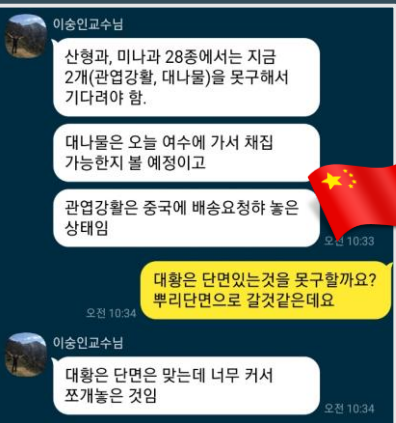 이숭인교수님
산형과, 미나과 28종에서는 지금
2개(관엽강활, 대나물)을 못구해서
기다려야 함.
대나물은 오늘 여수에 가서 채집
가능한지 볼 예정이고
관엽강활은 중국에 배송요청햐 놓은
상태임
오전 10:33
대황은 단면있는것을 못구할까요?
뿌리단면으로 갈것같은데요
오전 10:34
이숭인교수님
대황은 단면은 맞는데 너무 커서
쪼개놓은 것임
오전 10:34